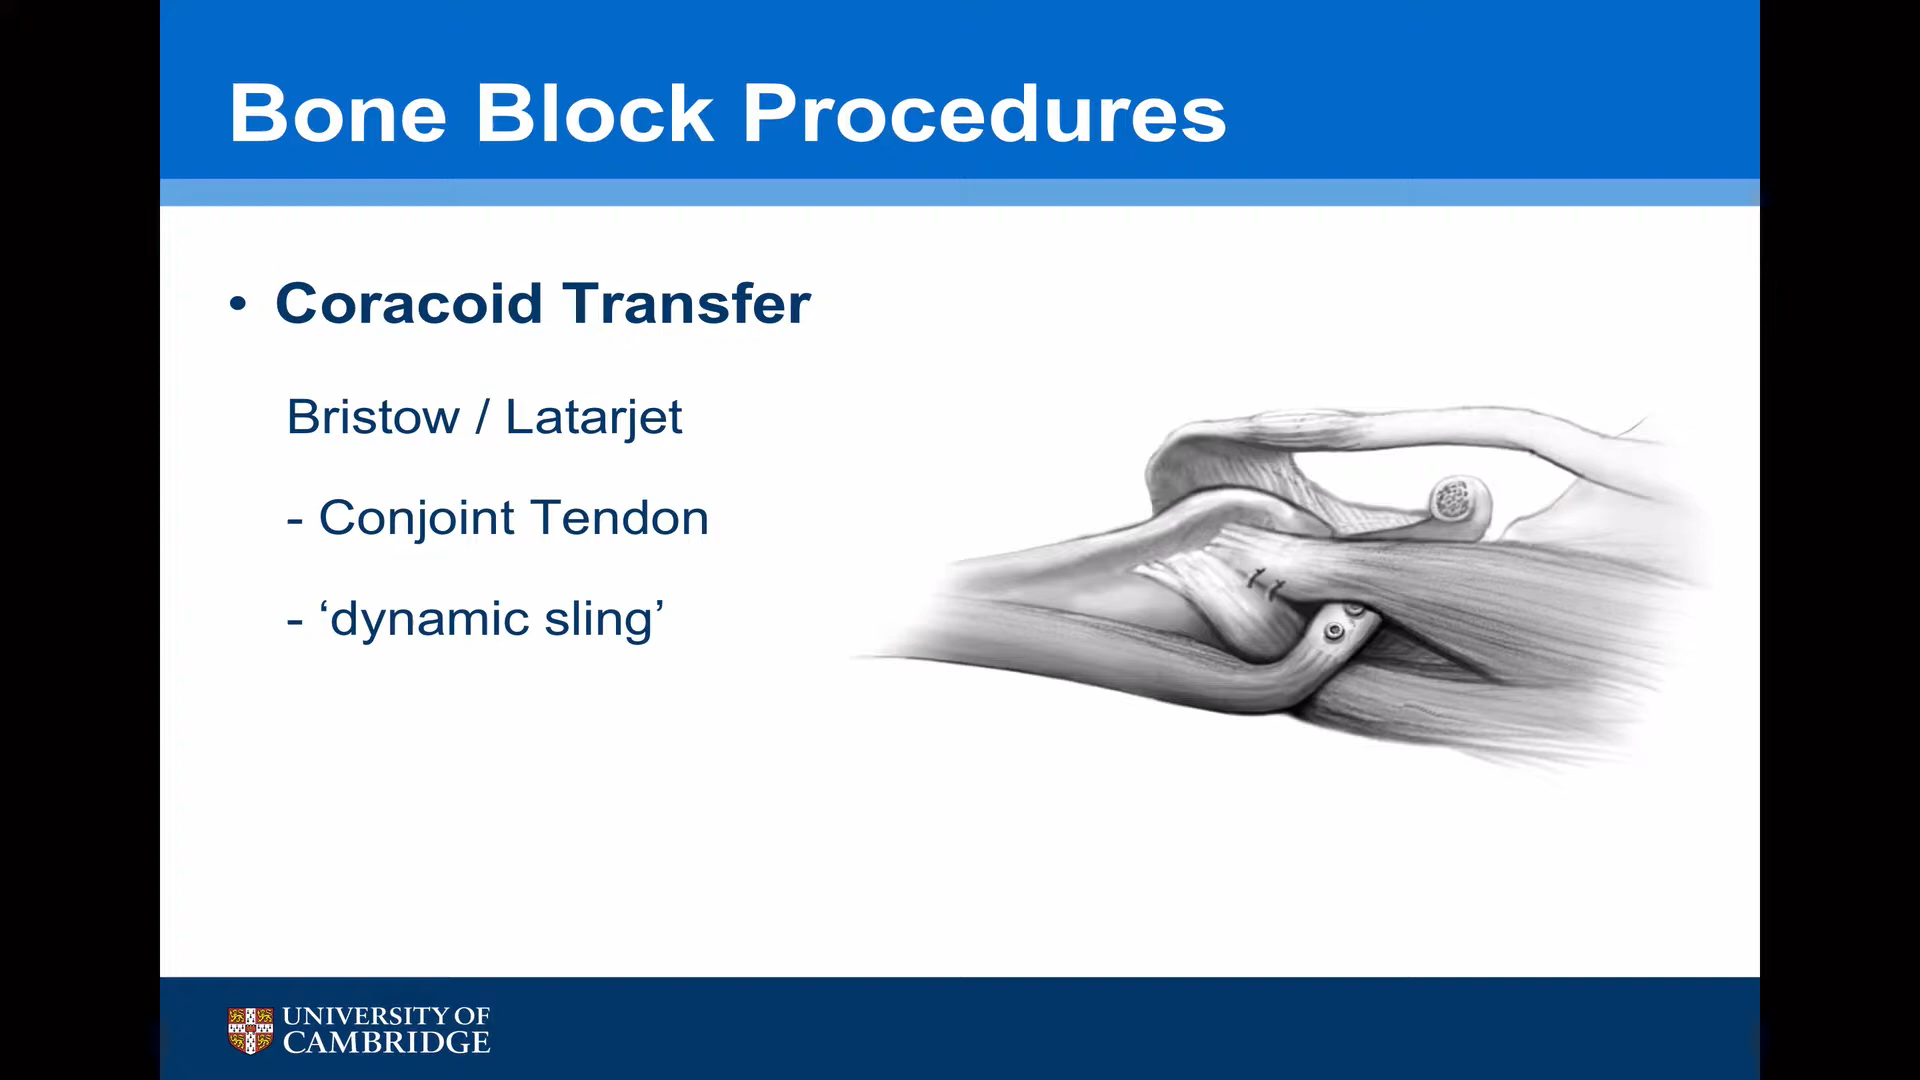 Bone Block Procedures
• Coracoid Transfer
Bristow / Latarjet
- Conjoint Tendon
- ‘dynamic sling’
UNIVERSITY OF
CAMBRIDGE